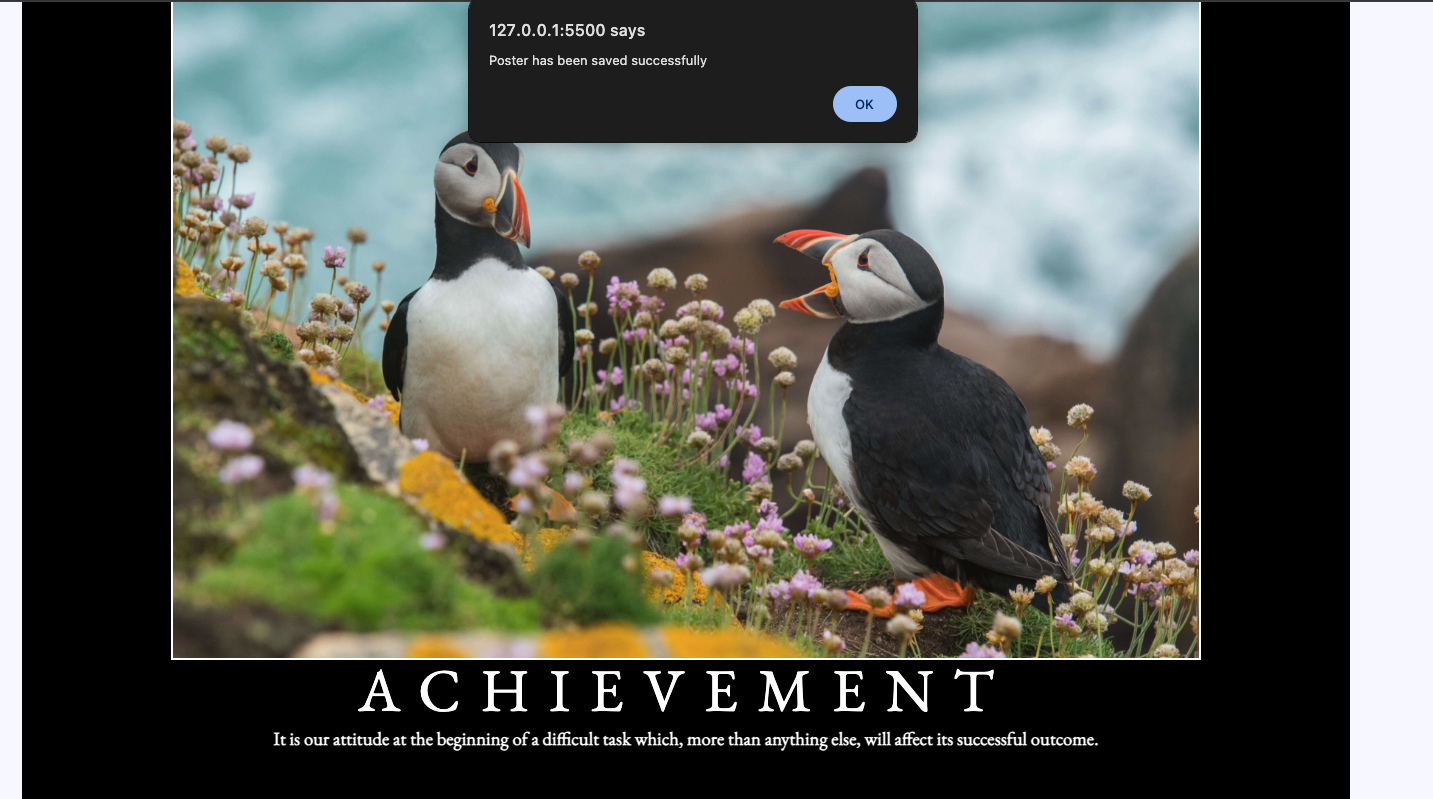 127.0.0.1:5500 says
Poster has been saved successfully
OK
ACHIEVEMENT
It is our attitude at the beginning of a difficult task which, more than anything else, will affect its successful outcome.